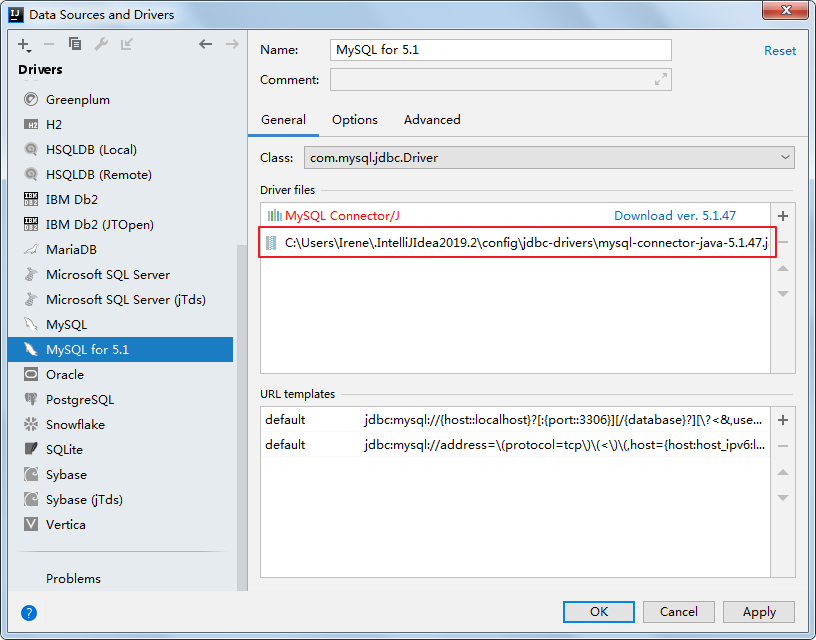 Data Sources and Drivers
Drivers
Greenplum
H2
HSQLDB (Local)
HSQLDB (Remote)
IBM Db2
IBM Db2 (JTOpen)
MariaDB
Microsoft SQL Server
Microsoft SQL Server (jTds)
MySQL
MySQL for 5.1
Oracle
PostgreSQL
Snowflake
SQLite
Sybase
Sybase (jTds)
Vertica
Problems
Name: MySQL for 5.1
Reset
Comment:
General Options Advanced
Class: com.mysql.jdbc.Driver
Driver files
MySQL Connector/J Download ver. 5.1.47
C:\Users\Irene\.IntelliJIdea2019.2\config\jdbc-drivers\mysql-connector-java-5.1.47.j
URL templates
default jdbc:mysql://{host::localhost}?[:{port::3306}][/{database}?][\?<&,use...
default jdbc:mysql://address=\(protocol=tcp\)\(<\)\(,host={host:host_ipv6:l...
OK Cancel Apply